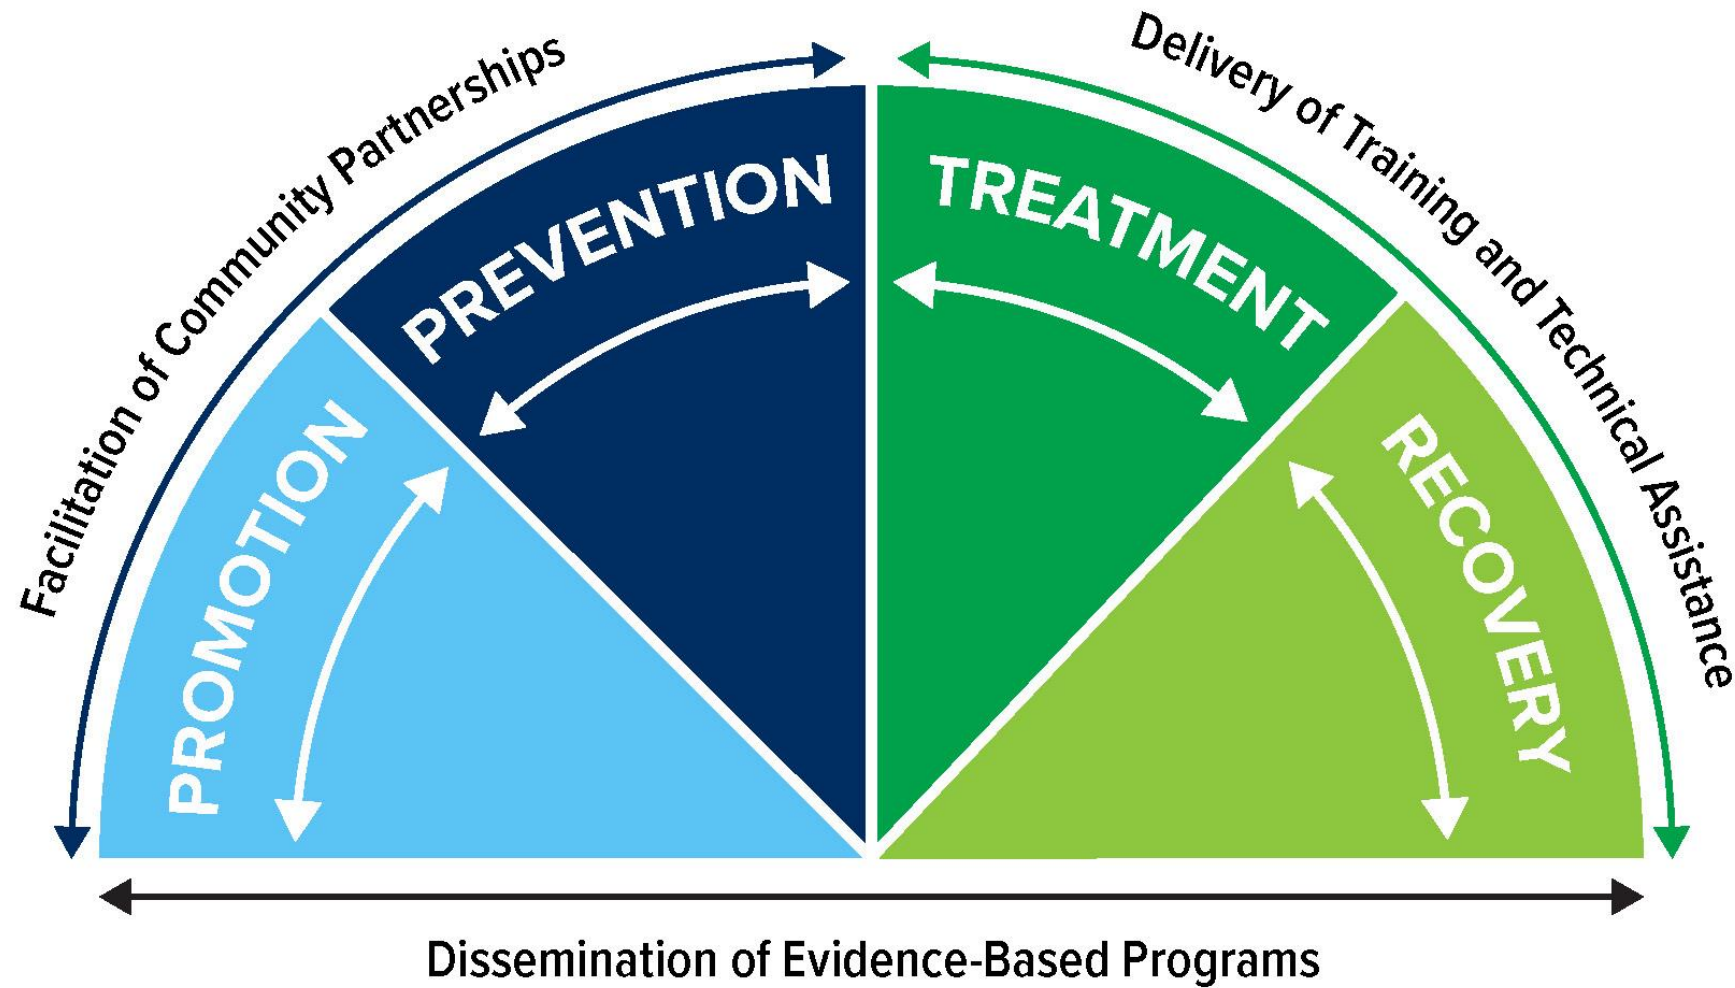 Facilitation of Community Partnerships
Delivery of Training and Technical Assistance
PROMOTION
PREVENTION
TREATMENT
RECOVERY
Dissemination of Evidence-Based Programs